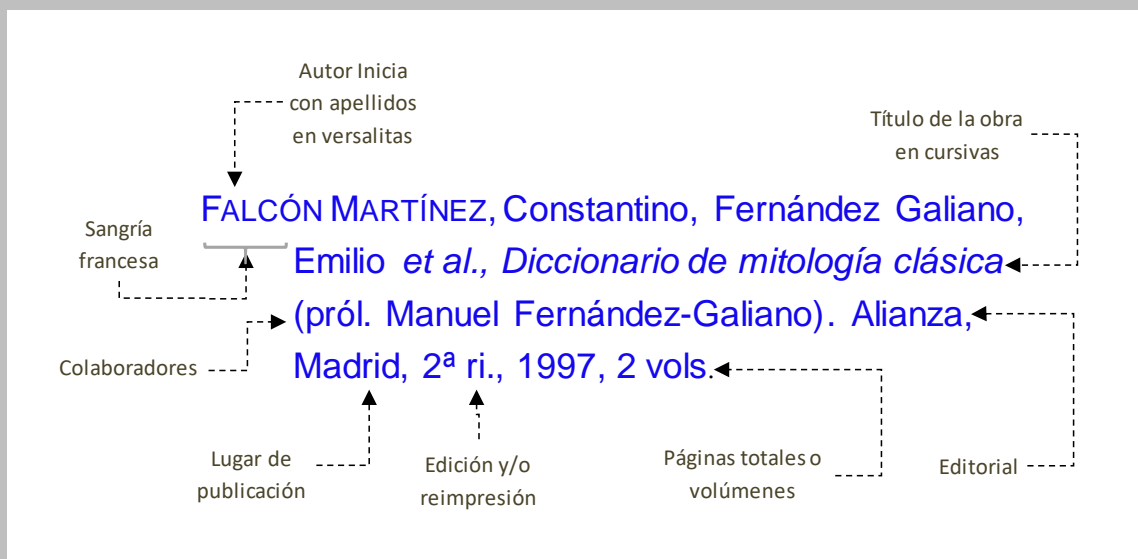 Autor Inicia
con apellidos
en versalitas
Título de la obra
en cursivas
FALCÓN MARTÍNEZ, Constantino, Fernández Galiano,
Sangría
francesa
Emilio et al., Diccionario de mitología clásica
(pról. Manuel Fernández-Galiano). Alianza,
Colaboradores
Madrid, 2ª ri., 1997, 2 vols.
Lugar de
publicación
Edición y/o
reimpresión
Páginas totales o
volúmenes
Editorial